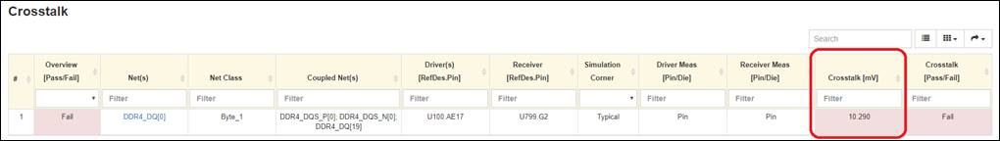 Crosstalk
Search
# Overview [Pass/Fail] Net(s) Net Class Coupled Net(s) Driver(s) [RefDes.Pin] Receiver [RefDes.Pin] Simulation Corner Driver Meas [Pin/Die] Receiver Meas [Pin/Die] Crosstalk [mV] Crosstalk [Pass/Fail]
Filter Filter Filter Filter Filter Filter Filter Filter Filter
1 Fail DDR4_DQ[0] Byte_1 DDR4_DQS_P[0]; DDR4_DQS_N[0]; DDR4_DQ[19] U100 AE17 U799 G2 Typical Pin Pin 10.290 Fail